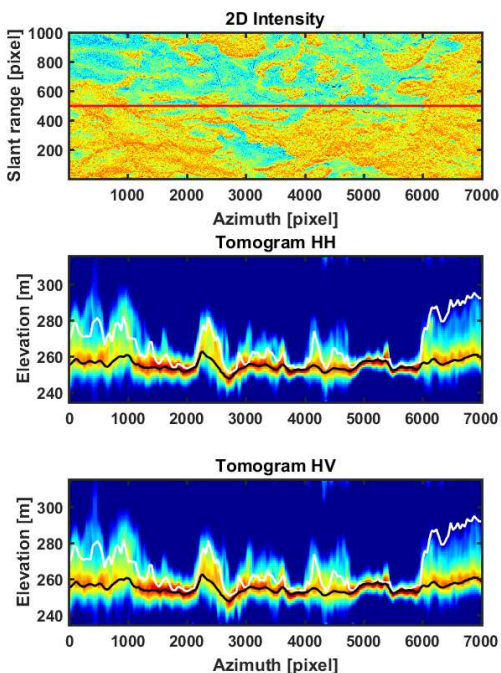 2D Intensity
Slant range [pixel]
1000
800
600
400
200
1000 2000 3000 4000 5000 6000 7000
Azimuth [pixel]
Tomogram HH
Elevation [m]
300
280
260
240
0 1000 2000 3000 4000 5000 6000 7000
Tomogram HV
Elevation [m]
300
280
260
240
0 1000 2000 3000 4000 5000 6000 7000
Azimuth [pixel]